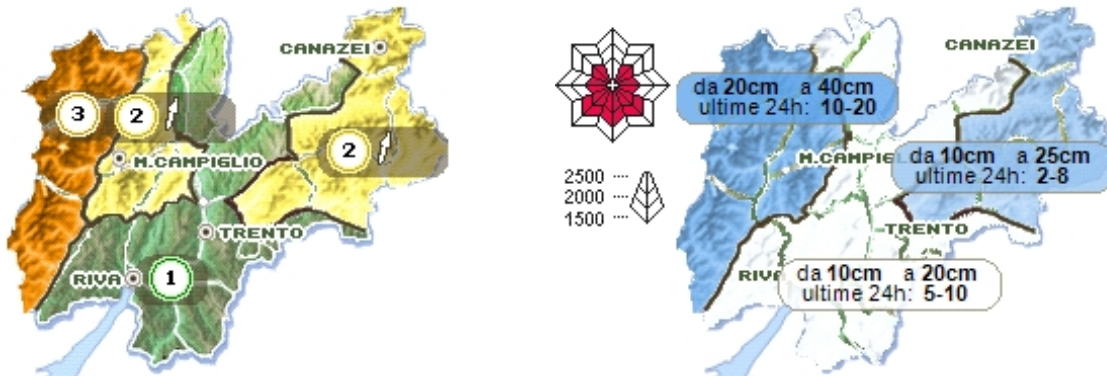 CANAZEI
3
2
2
M.CAMPIGLIO
TRENTO
RIVA
1
CANAZEI
da 20cm a 40cm
ultime 24h: 10-20
M.CAMPIGL
da 10cm a 25cm
ultime 24h: 2-8
2500
2000
1500
TRENTO
RIVA
da 10cm a 20cm
ultime 24h: 5-10